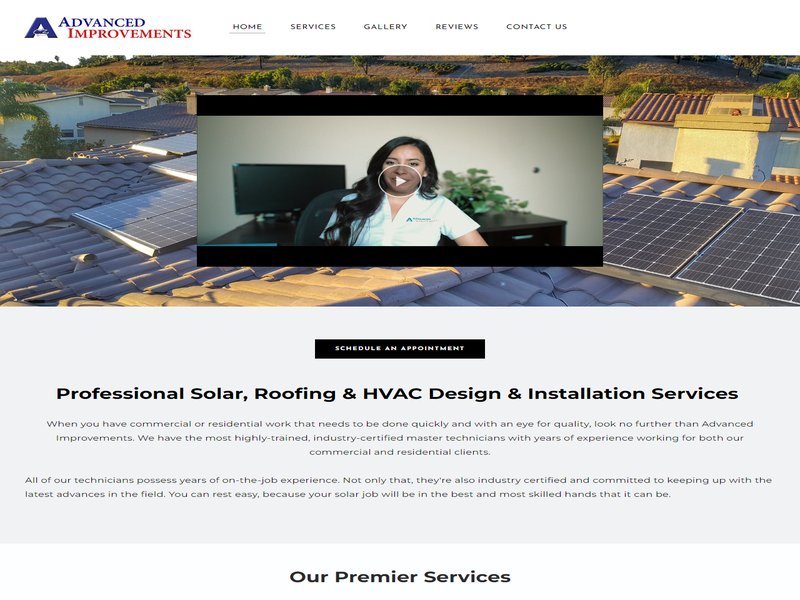 ADVANCED
IMPROVEMENTS
HOME SERVICES GALLERY REVIEWS CONTACT US
SCHEDULE AN APPOINTMENT
Professional Solar, Roofing & HVAC Design & Installation Services
When you have commercial or residential work that needs to be done quickly and with an eye for quality, look no further than Advanced
Improvements. We have the most highly-trained, industry-certified master technicians with years of experience working for both our
commercial and residential clients.
All of our technicians possess years of on-the-job experience. Not only that, they're also industry certified and committed to keeping up with the
latest advances in the field. You can rest easy, because your solar job will be in the best and most skilled hands that it can be.
Our Premier Services